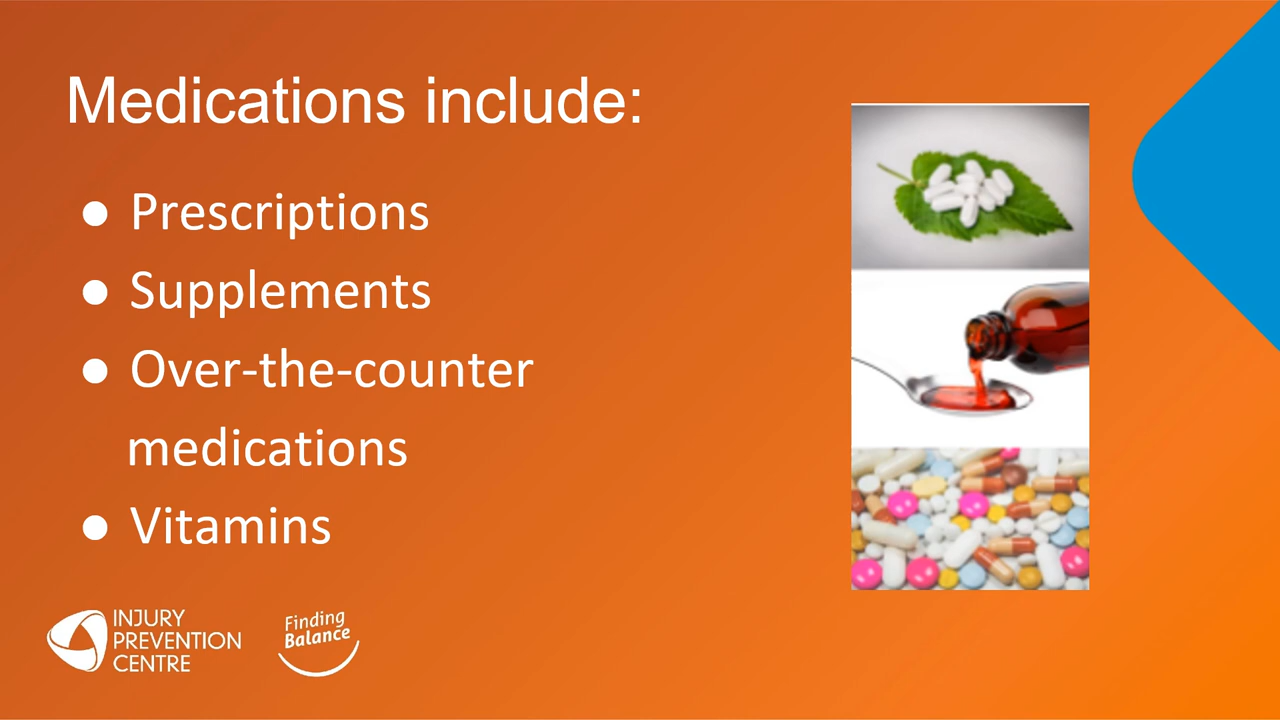 Medications include:
● Prescriptions
● Supplements
● Over-the-counter
medications
● Vitamins
INJURY
PREVENTION
CENTRE
Finding
Balance